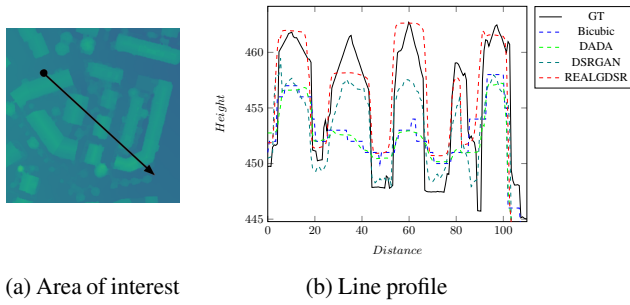 GT
Bicubic
DADA
DSRGAN
REALGDSR
Height
460
455
450
445
0 20 40 60 80 100
Distance
(a) Area of interest
(b) Line profile